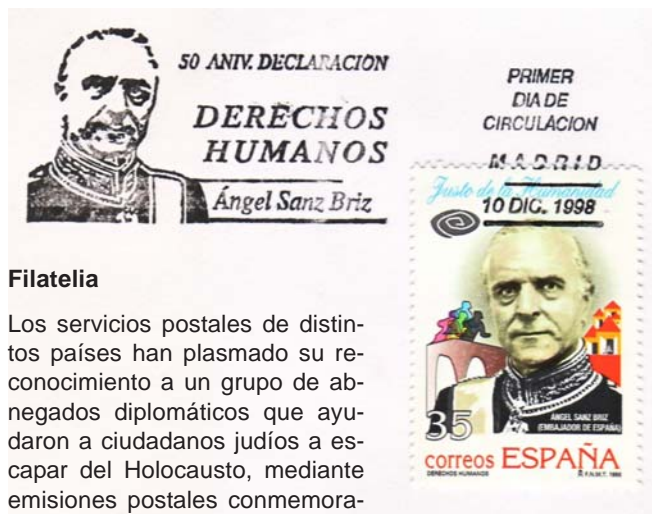 50 ANIV. DECLARACION
DERECHOS
HUMANOS
Ángel Sanz Briz
PRIMER
DIA DE
CIRCULACION
MADRID
10 DIC. 1998
Justo de la Humanidad
35
ÁNGEL SANZ BRIZ
(EMBAJADOR DE ESPAÑA)
correos ESPAÑA
DERECHOS HUMANOS
F.N.M.T. 1998
Filatelia
Los servicios postales de distin-
tos países han plasmado su re-
conocimiento a un grupo de ab-
negados diplomáticos que ayu-
daron a ciudadanos judíos a es-
capar del Holocausto, mediante
emisiones postales conmemora-